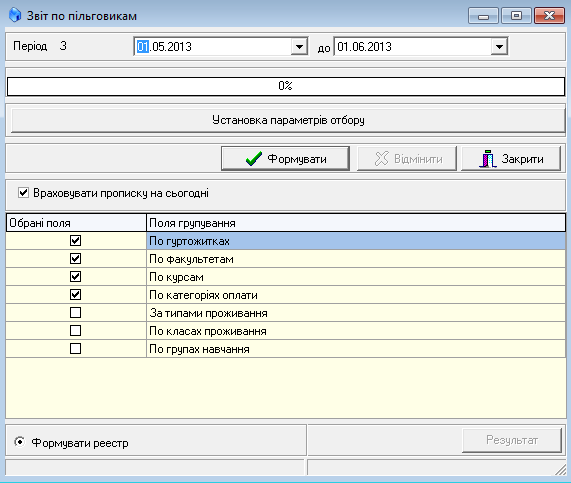 Звіт по пільговикам
Період З 01.05.2013 до 01.06.2013
0%
Установка параметрів отбору
Формувати Відмінити Закрити
Враховувати прописку на сьогодні
Обрані поля Поля групування
По гуртожитках
По факультетам
По курсам
По категоріях оплати
За типами проживання
По класах проживання
По групах навчання
Формувати реестр Результат